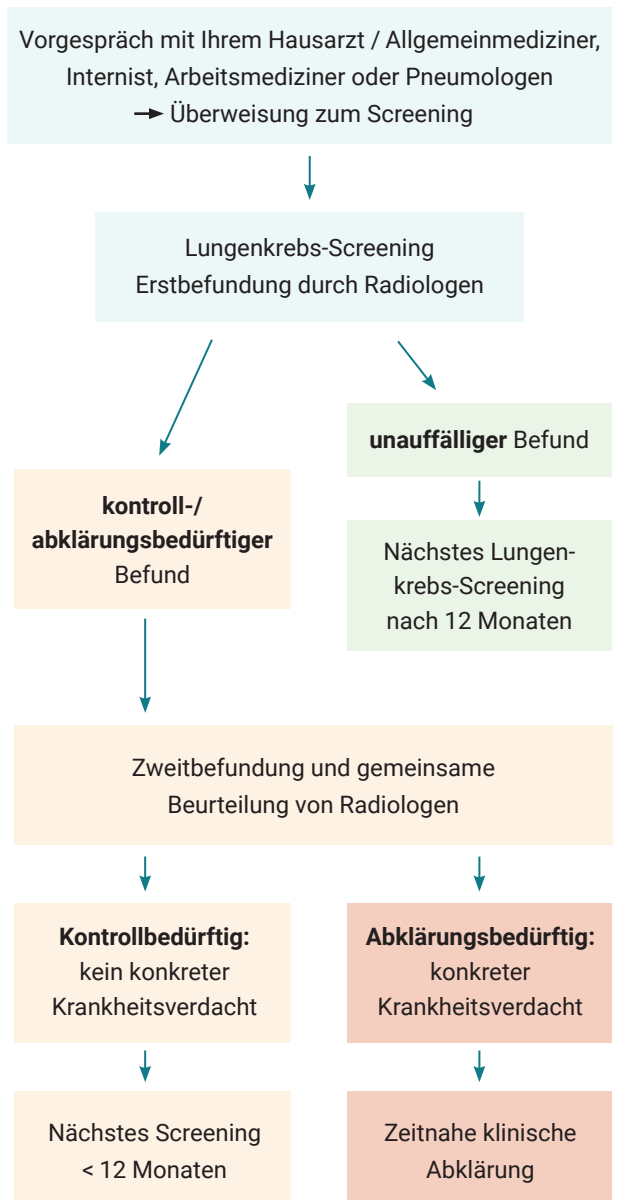 Vorgespräch mit Ihrem Hausarzt / Allgemeinmediziner,
Internist, Arbeitsmediziner oder Pneumologen
→ Überweisung zum Screening
Lungenkrebs-Screening
Erstbefundung durch Radiologen
unauffälliger Befund
Nächstes Lungen-
krebs-Screening
nach 12 Monaten
kontroll-/
abklärungsbedürftiger
Befund
Zweitbefundung und gemeinsame
Beurteilung von Radiologen
Kontrollbedürftig:
kein konkreter
Krankheitsverdacht
Nächstes Screening
< 12 Monaten
Abklärungsbedürftig:
konkreter
Krankheitsverdacht
Zeitnahe klinische
Abklärung